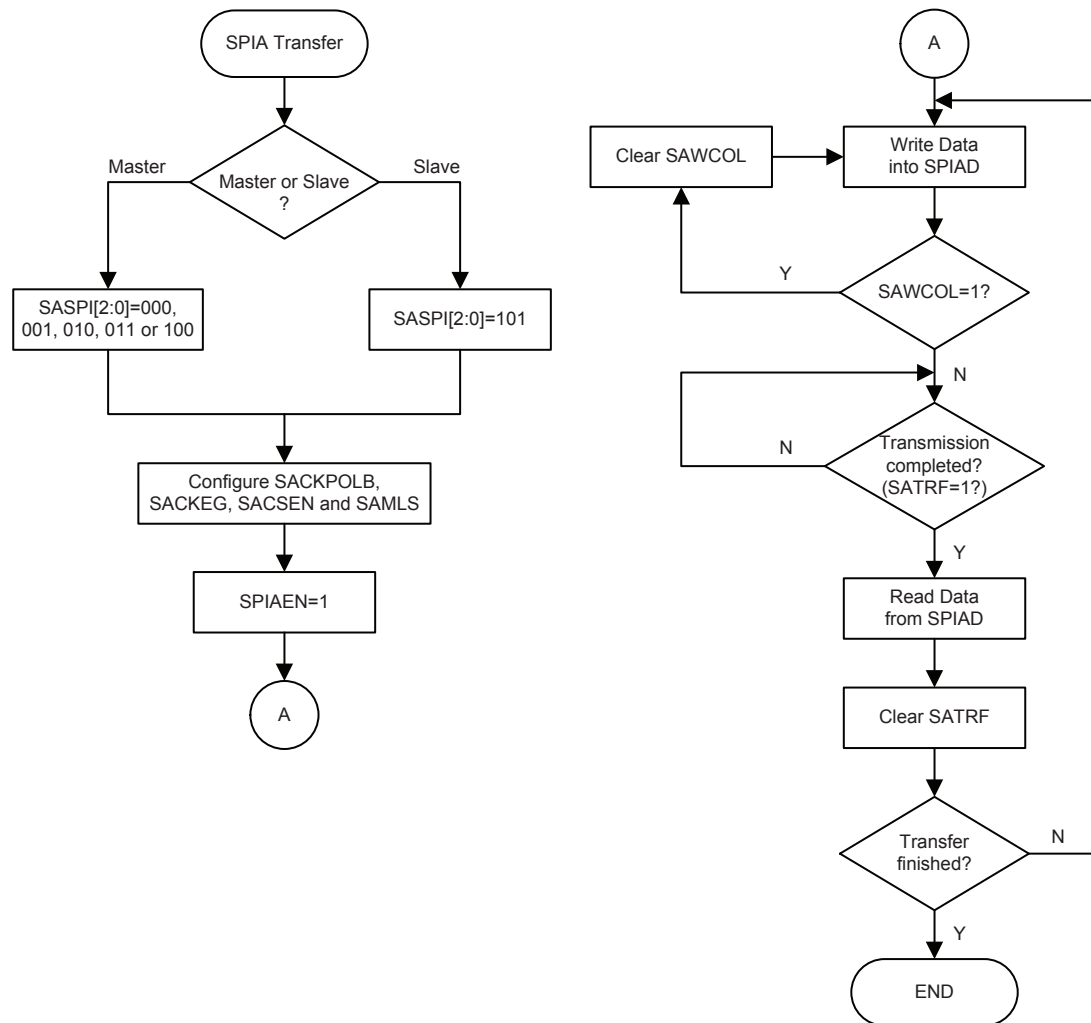 SPIA Transfer
Master
Slave
Master or Slave
?
SASPI[2:0]=000,
001, 010, 011 or 100
SASPI[2:0]=101
Configure SACKPOLB,
SACKEG, SACSEN and SAMLS
SPIAEN=1
A
A
Clear SAWCOL
Write Data
into SPIAD
Y
SAWCOL=1?
N
N
Transmission
completed?
(SATRF=1?)
Y
Read Data
from SPIAD
Clear SATRF
Transfer
finished?
N
Y
END